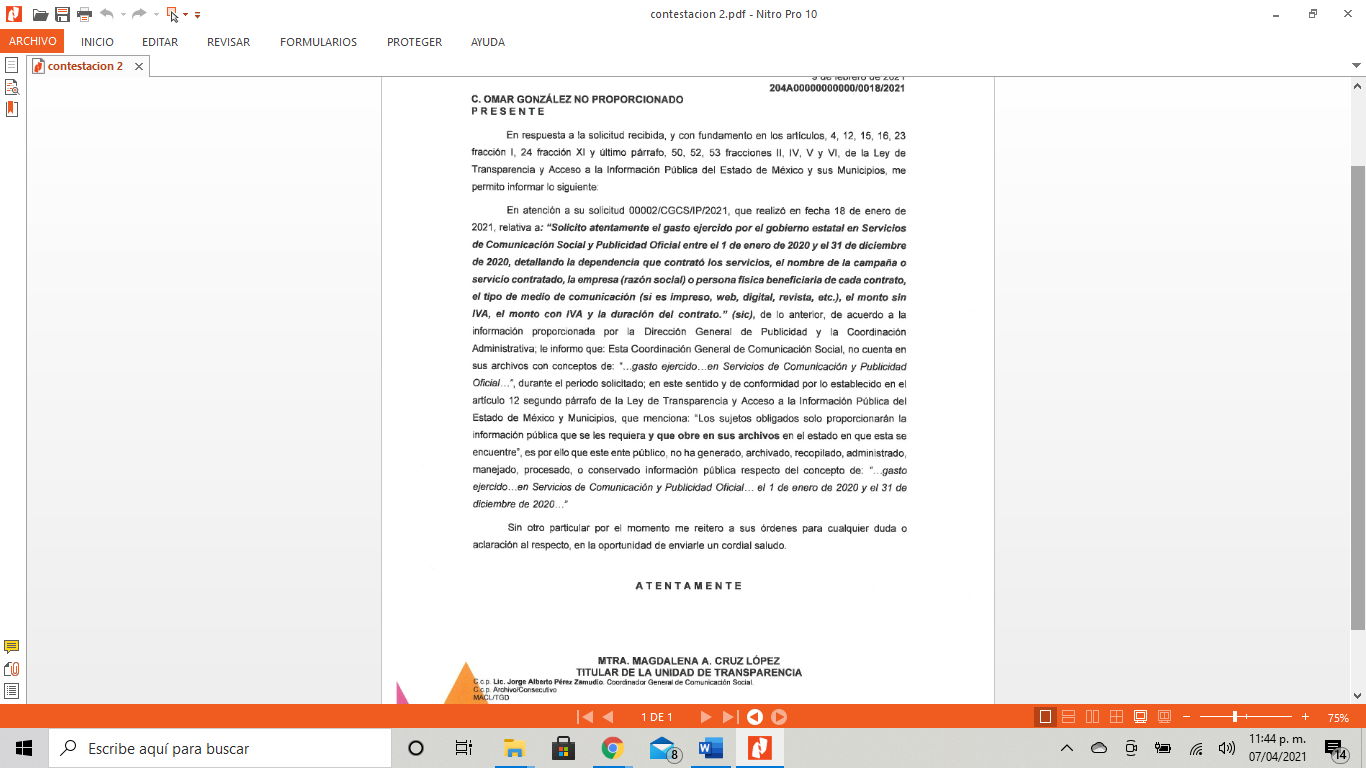 contestacion 2.pdf - Nitro Pro 10
ARCHIVO INICIO EDITAR REVISAR FORMULARIOS PROTEGER AYUDA
contestacion 2
9 de febrero de 2021
204A00000000000/0018/2021
C. OMAR GONZÁLEZ NO PROPORCIONADO
P R E S E N T E
En respuesta a la solicitud recibida, y con fundamento en los artículos, 4, 12, 15, 16, 23
fracción I, 24 fracción XI y último párrafo, 50, 52, 53 fracciones II, IV, V y VI, de la Ley de
Transparencia y Acceso a la Información Pública del Estado de México y sus Municipios, me
permito informar lo siguiente:
En atención a su solicitud 00002/CGCS/IP/2021, que realizó en fecha 18 de enero de
2021, relativa a: "Solicito atentamente el gasto ejercido por el gobierno estatal en Servicios
de Comunicación Social y Publicidad Oficial entre el 1 de enero de 2020 y el 31 de diciembre
de 2020, detallando la dependencia que contrató los servicios, el nombre de la campaña o
servicio contratado, la empresa (razón social) o persona física beneficiaria de cada contrato,
el tipo de medio de comunicación (si es impreso, web, digital, revista, etc.), el monto sin
IVA, el monto con IVA y la duración del contrato." (sic), de lo anterior, de acuerdo a la
información proporcionada por la Dirección General de Publicidad y la Coordinación
Administrativa; le informo que: Esta Coordinación General de Comunicación Social, no cuenta en
sus archivos con conceptos de: "...gasto ejercido...en Servicios de Comunicación y Publicidad
Oficial...", durante el periodo solicitado; en este sentido y de conformidad por lo establecido en el
artículo 12 segundo párrafo de la Ley de Transparencia y Acceso a la Información Pública del
Estado de México y Municipios, que menciona: "Los sujetos obligados solo proporcionarán la
información pública que se les requiera y que obre en sus archivos en el estado en que esta se
encuentre", es por ello que este ente público, no ha generado, archivado, recopilado, administrado,
manejado, procesado, o conservado información pública respecto del concepto de: "...gasto
ejercido...en Servicios de Comunicación y Publicidad Oficial... el 1 de enero de 2020 y el 31 de
diciembre de 2020..."
Sin otro particular por el momento me reitero a sus órdenes para cualquier duda o
aclaración al respecto, en la oportunidad de enviarle un cordial saludo.
A T E N T A M E N T E
MTRA. MAGDALENA A. CRUZ LÓPEZ
TITULAR DE LA UNIDAD DE TRANSPARENCIA
C.c.p. Lic. Jorge Alberto Pérez Zamudio. Coordinador General de Comunicación Social.
C.c.p. Archivo/Consecutivo
MACL/TGD
1 DE 1
75%
Escribe aquí para buscar
8
11:44 p. m.
07/04/2021
14